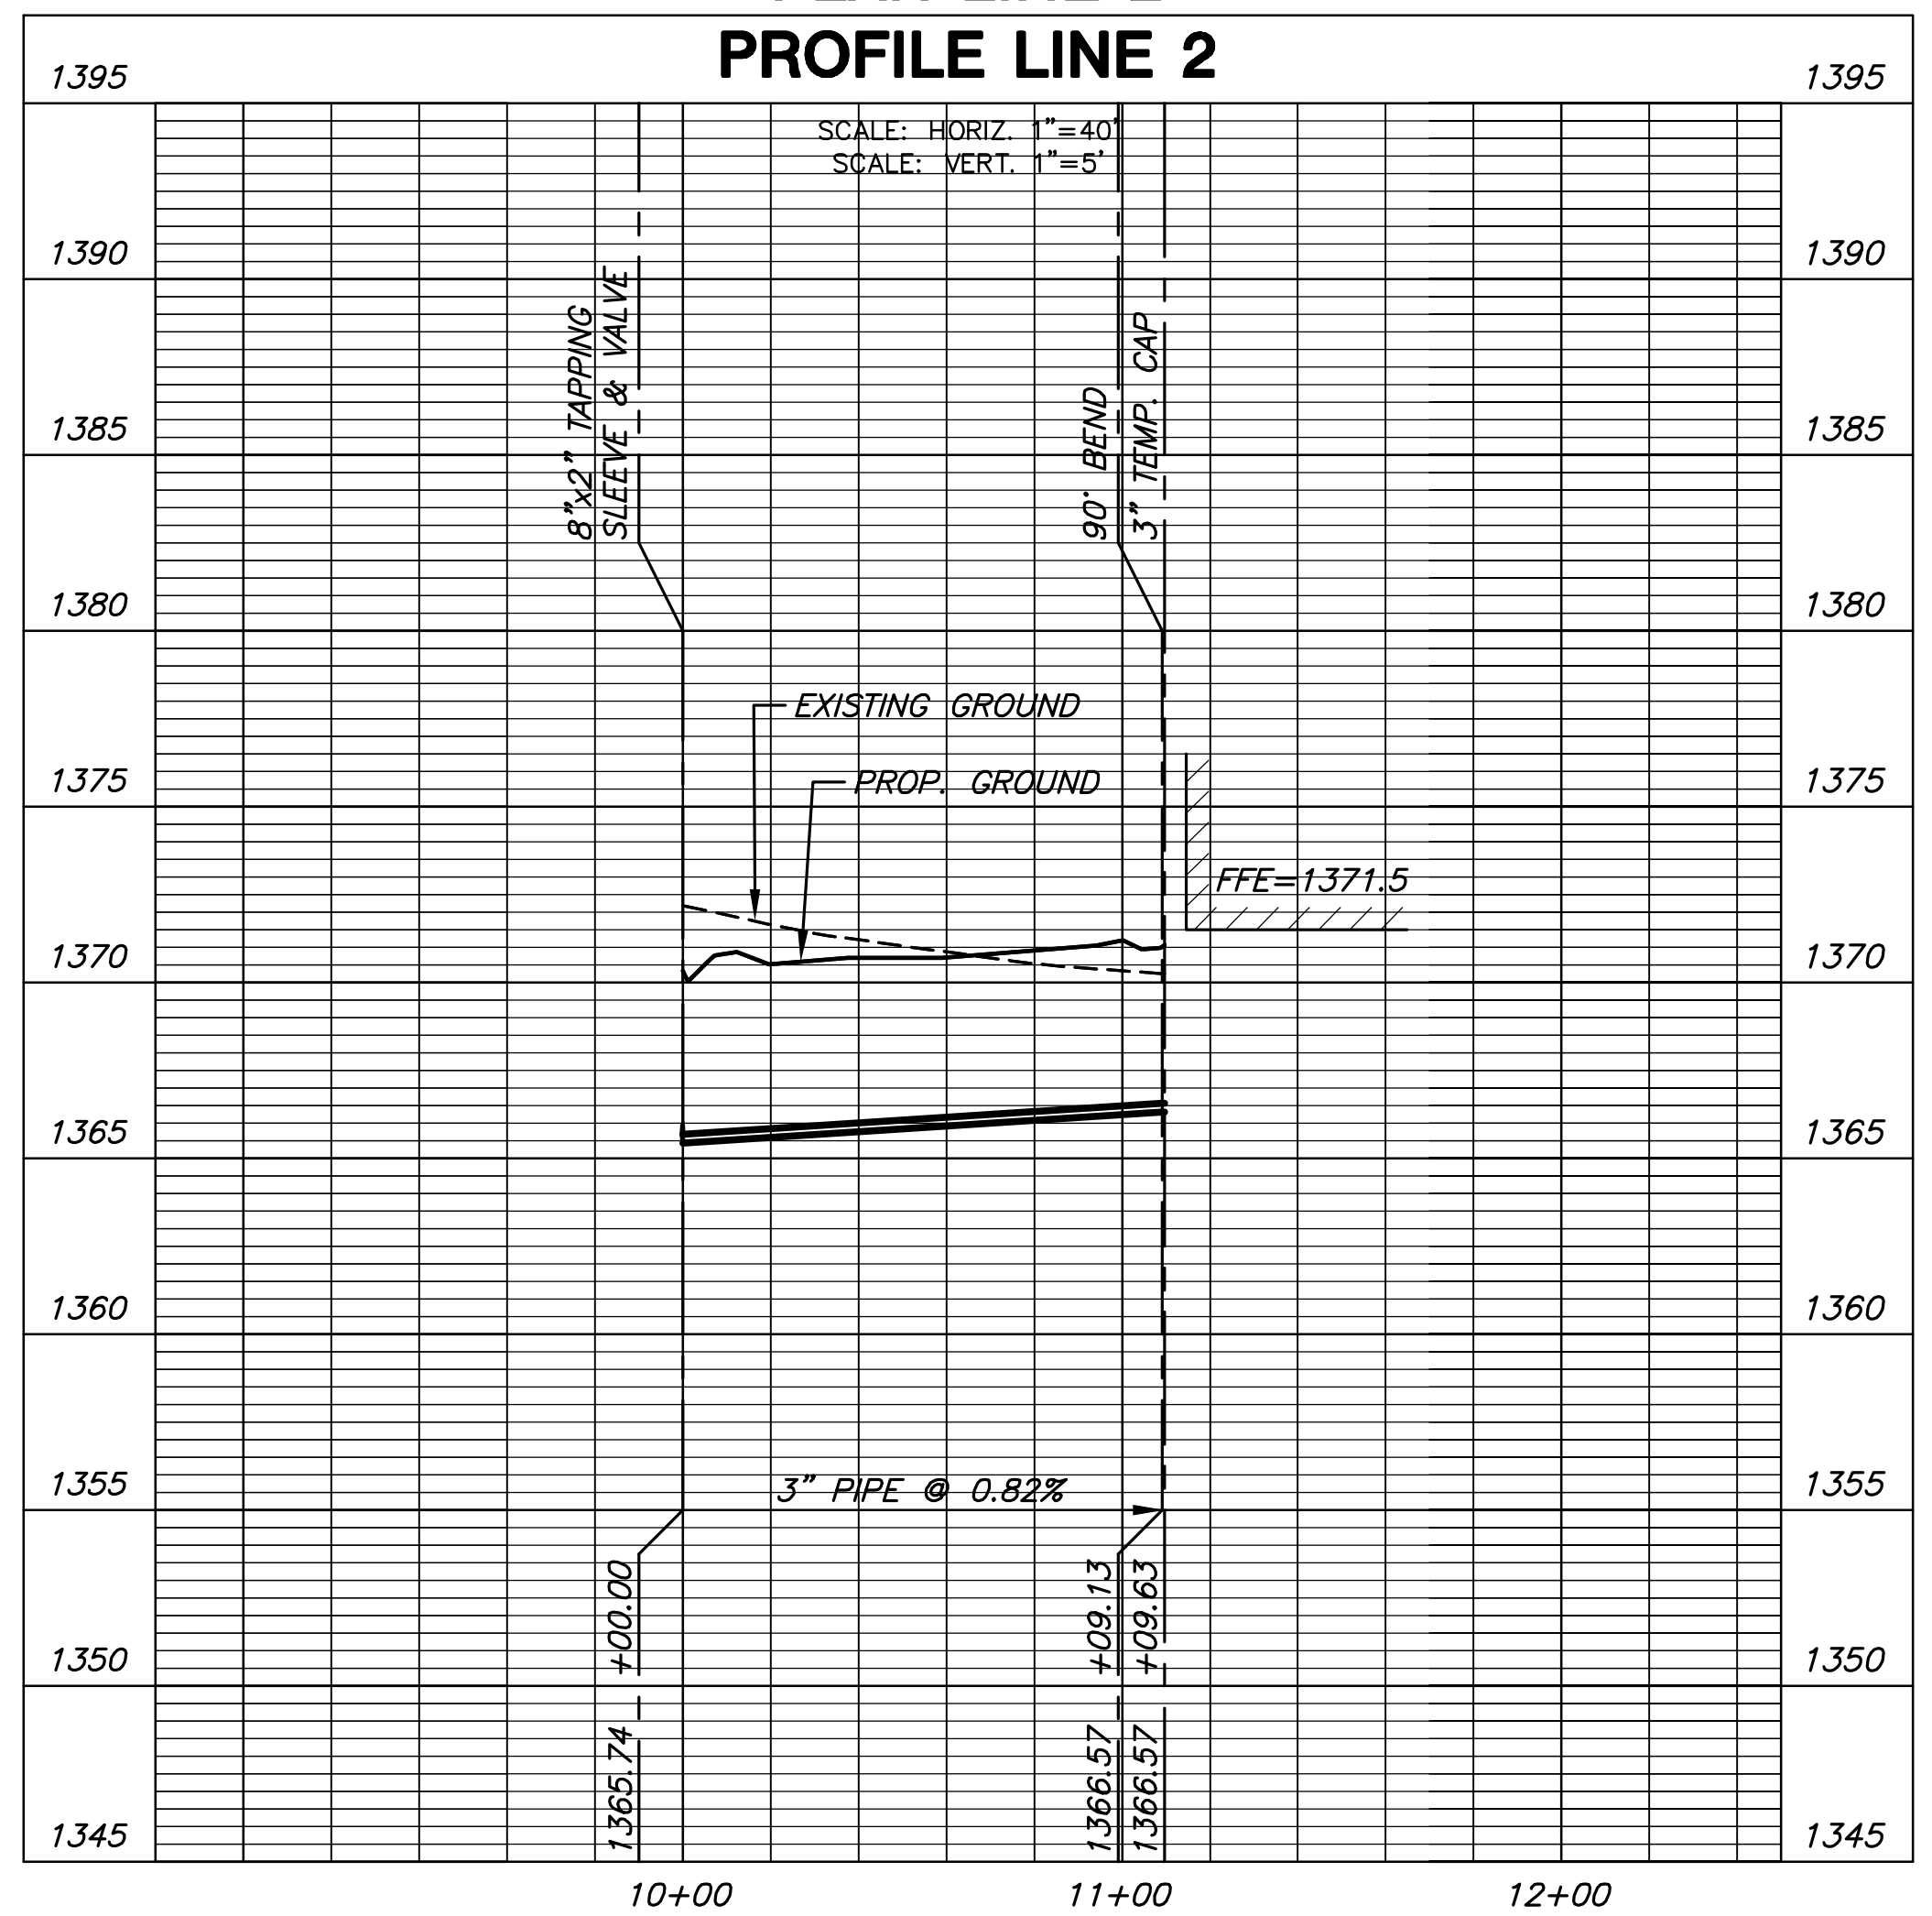 PROFILE LINE 2
1395 1395
SCALE: HORIZ. 1"=40'
SCALE: VERT. 1"=5'
1390 1390
8"x2" TAPPING
SLEEVE & VALVE
90° BEND
3" TEMP. CAP
1385 1385
1380 1380
EXISTING GROUND
PROP. GROUND
1375 1375
FFE=1371.5
1370 1370
1365 1365
1360 1360
3" PIPE @ 0.82%
1355 1355
1365.74 +00.00
1366.57 +09.13
1366.57 +09.63
1350 1350
1345 1345
10+00 11+00 12+00